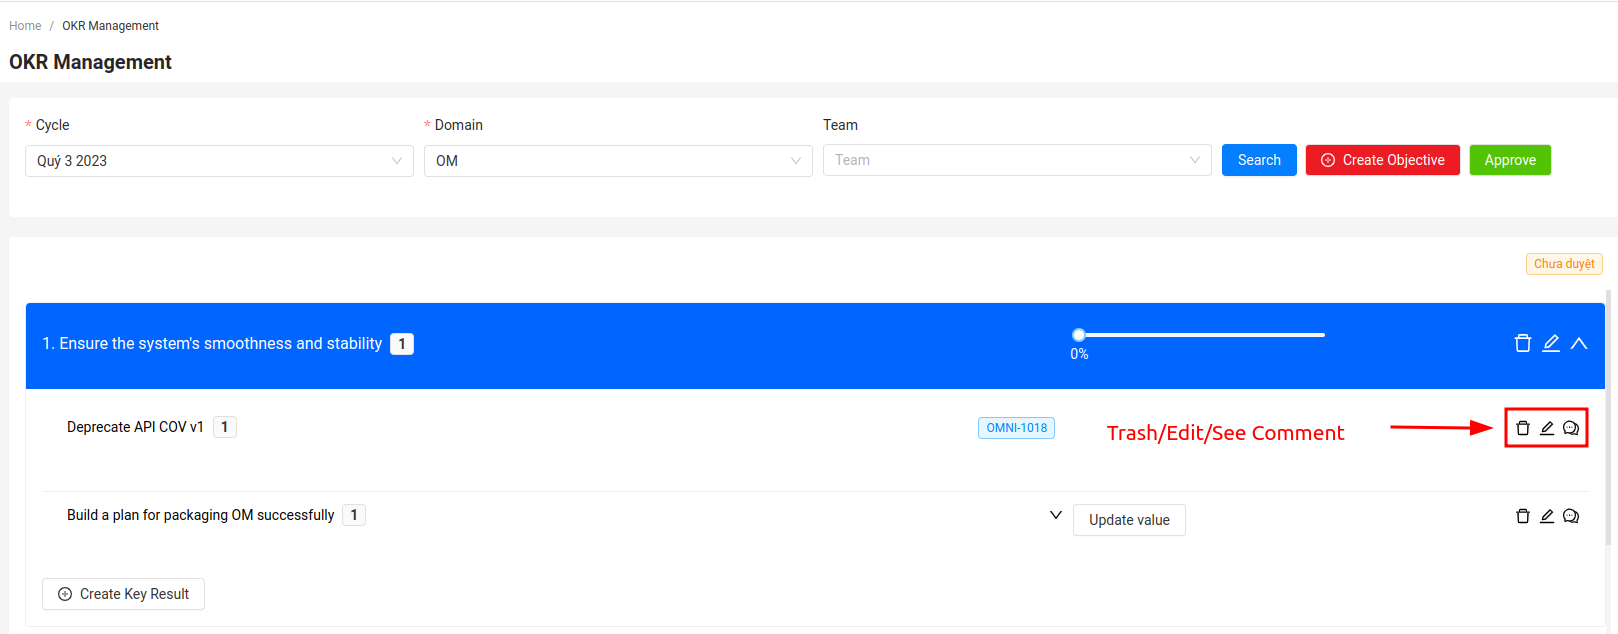 Home / OKR Management
OKR Management
* Cycle
* Domain
Team
Quý 3 2023
OM
Team
Search
Create Objective
Approve
Chưa duyệt
1. Ensure the system's smoothness and stability 1
0%
Deprecate API COV v1 1
OMNI-1018
Trash/Edit/See Comment
Build a plan for packaging OM successfully 1
Update value
Create Key Result